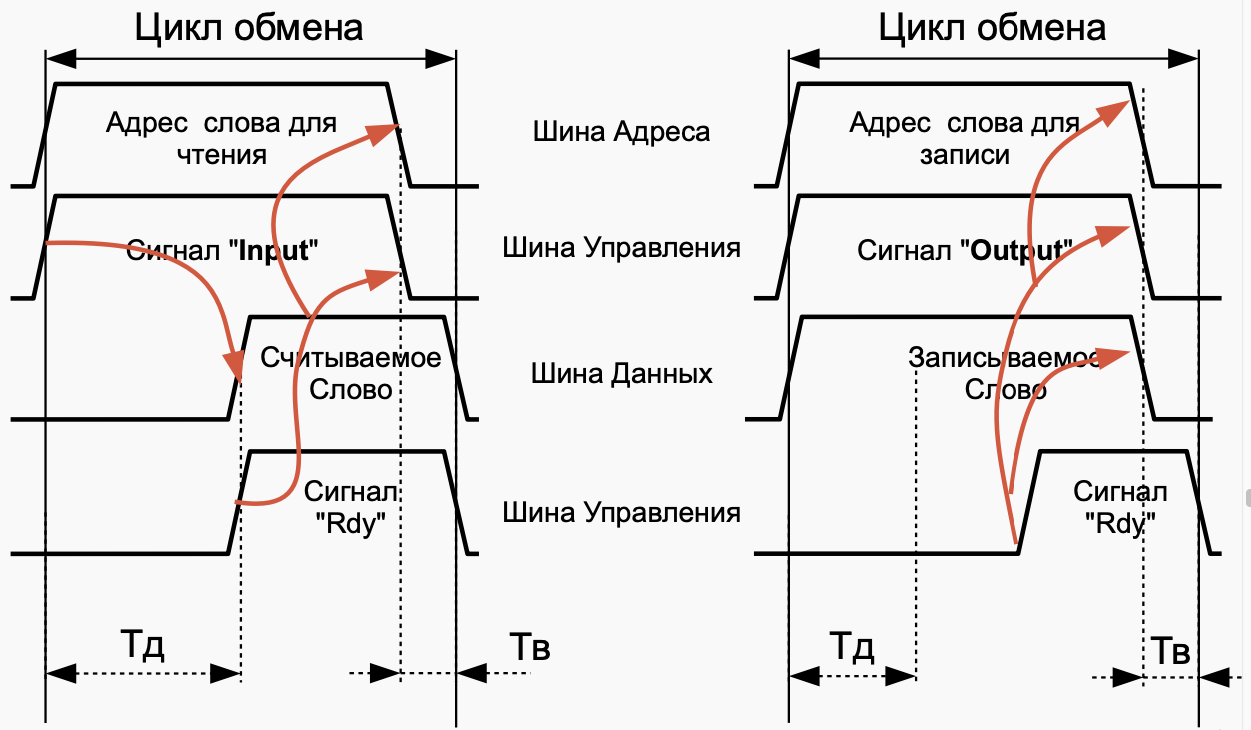 Цикл обмена
Цикл обмена
Адрес слова для
чтения
Шина Адреса
Адрес слова для
записи
Сигнал "Input"
Шина Управления
Сигнал "Output"
Считываемое
Слово
Шина Данных
Записываемое
Слово
Сигнал
"Rdy"
Шина Управления
Сигнал
"Rdy"
Тд
Тв
Тд
Тв